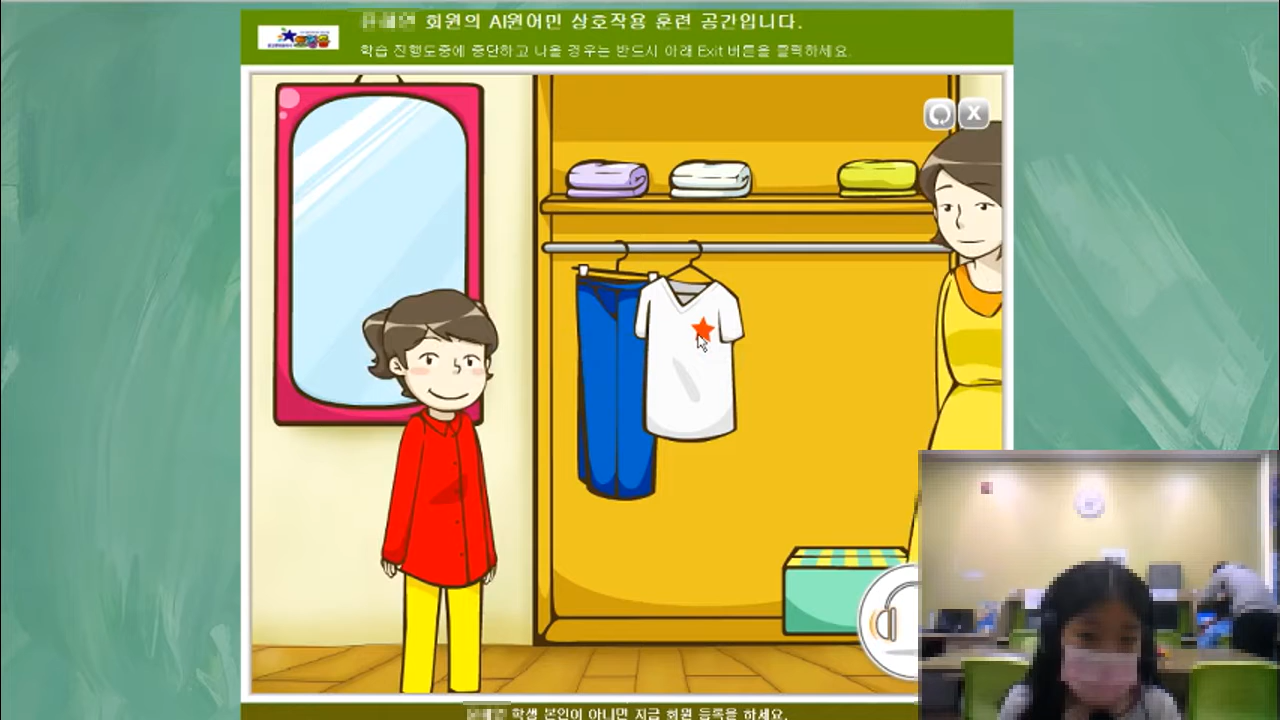 회원의 AI원어민 상호작용 훈련 공간입니다.
학습 진행도중에 중단하고 나올 경우는 반드시 아래 Exit 버튼을 클릭하세요.
X
학생 본인이 아니면 지금 회원 등록을 하세요.